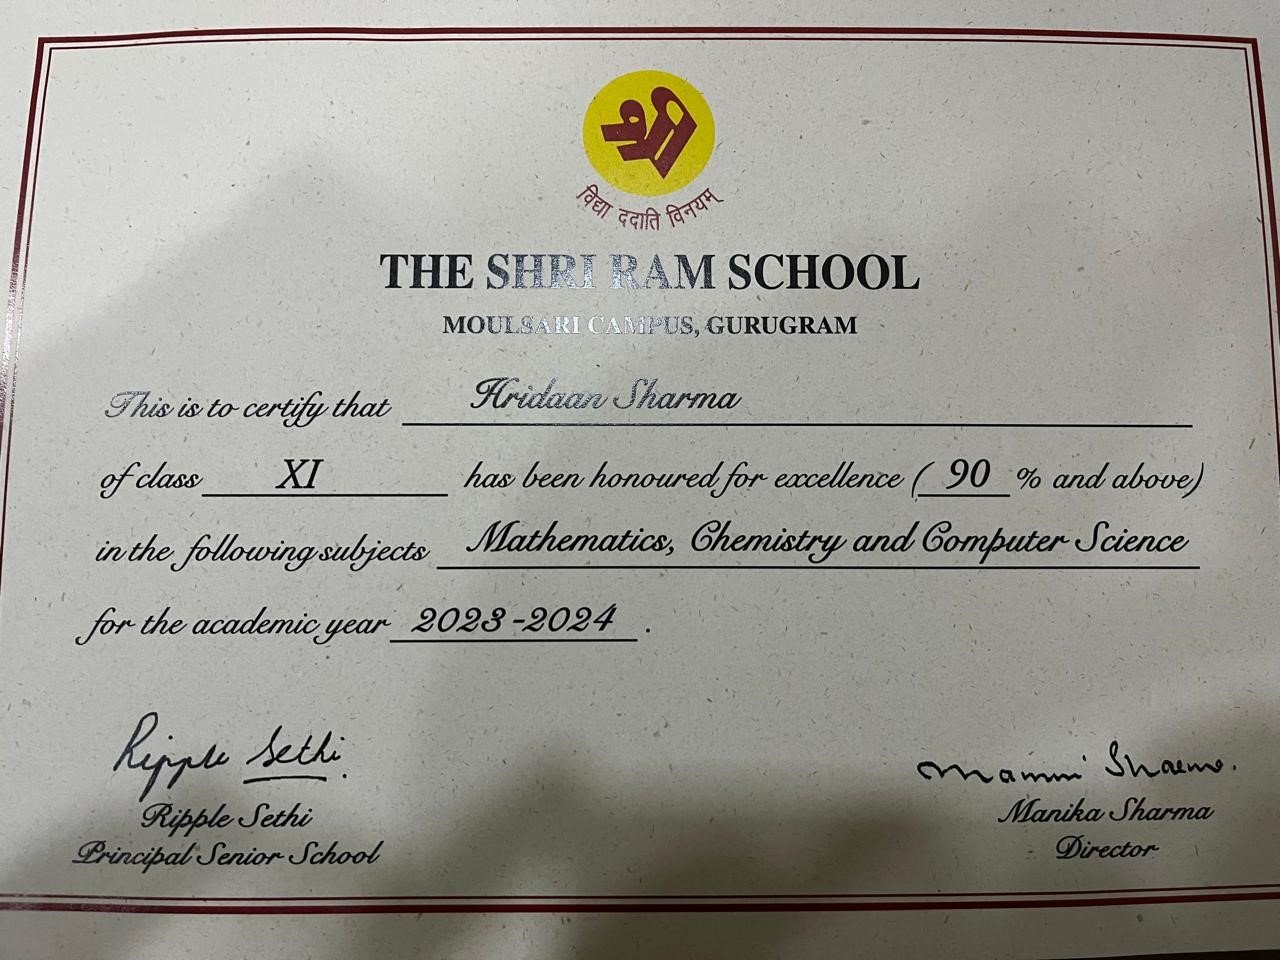 श्री
विद्या ददाति विनयम्
THE SHRI RAM SCHOOL
MOULSARI CAMPUS, GURUGRAM
This is to certify that Hridaan Sharma
of class XI has been honoured for excellence ( 90 % and above)
in the following subjects Mathematics, Chemistry and Computer Science
for the academic year 2023-2024 .
Ripple Sethi.
Ripple Sethi
Principal Senior School
Sharma.
Manika Sharma
Director